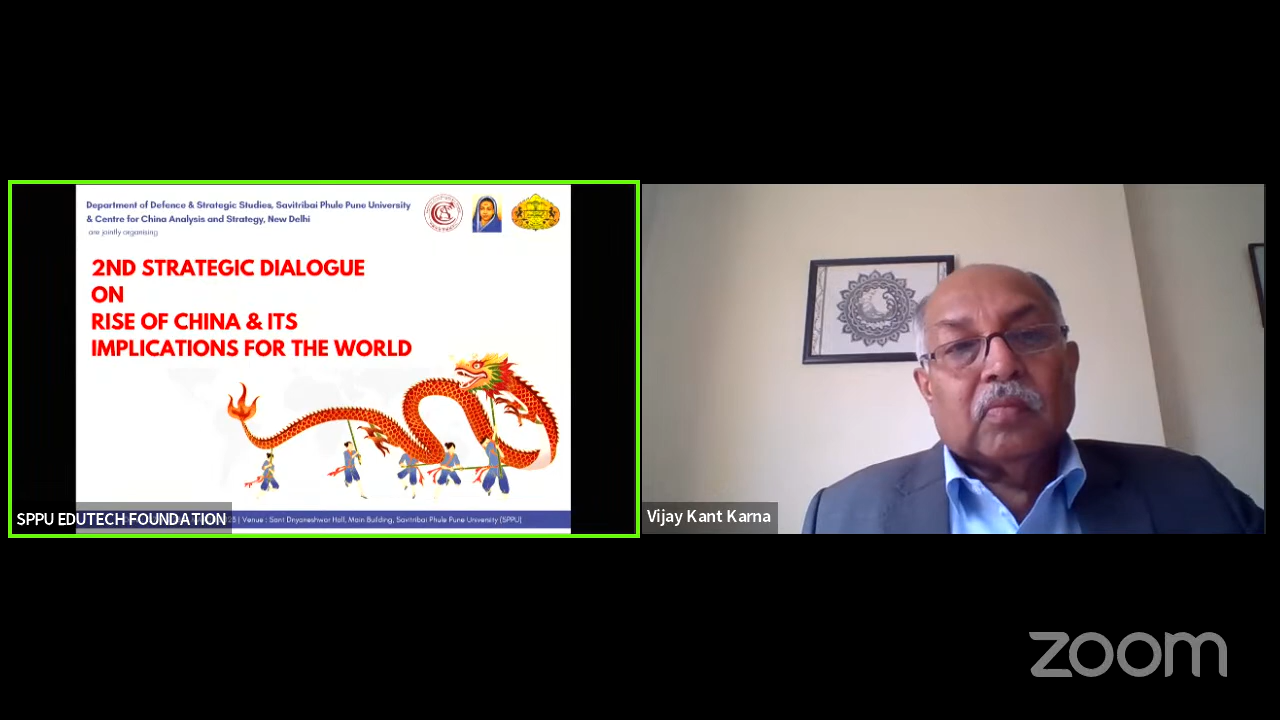 Department of Defence & Strategic Studies, Savitribai Phule Pune University
& Centre for China Analysis and Strategy, New Delhi
are jointly organising
2ND STRATEGIC DIALOGUE
ON
RISE OF CHINA & ITS
IMPLICATIONS FOR THE WORLD
SPPU EDUTECH FOUNDATION
| Venue : Sant Dnyaneshwar Hall, Main Building, Savitribai Phule Pune University (SPPU)
Vijay Kant Karna
zoom